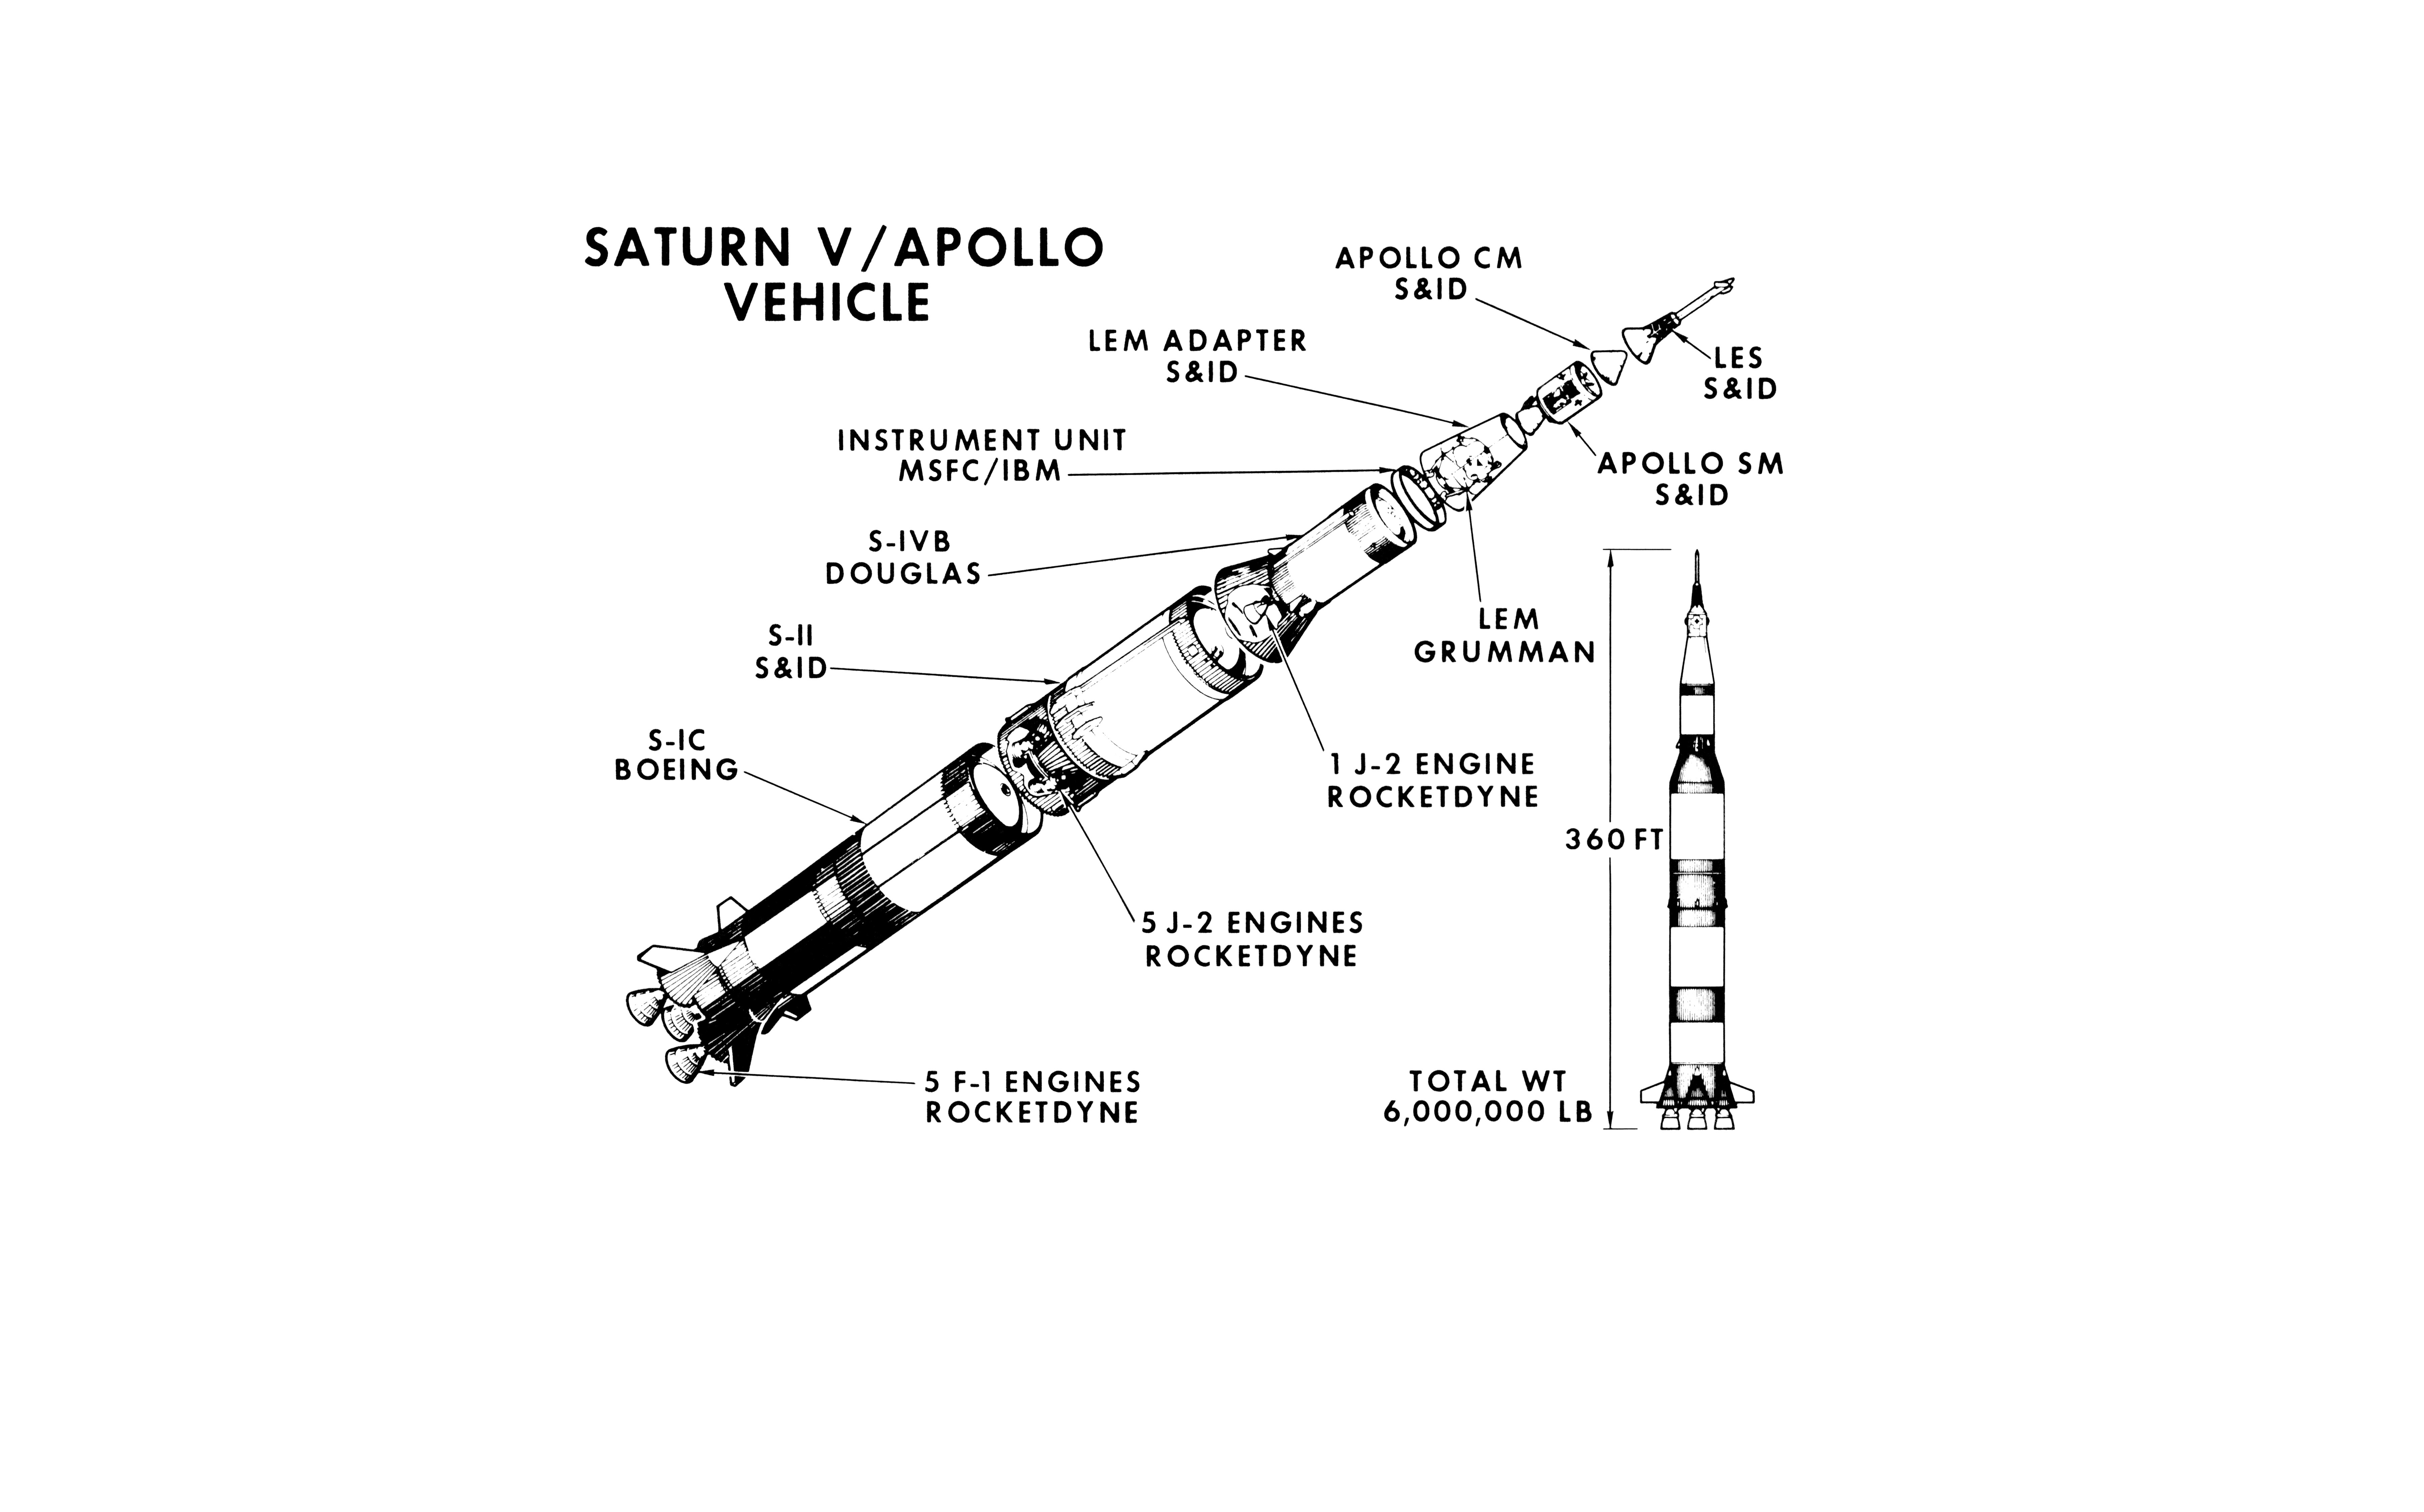 SATURN V/APOLLO
VEHICLE
APOLLO CM
S&ID
LES
S&ID
LEM ADAPTER
S&ID
APOLLO SM
S&ID
INSTRUMENT UNIT
MSFC/IBM
S-IVB
DOUGLAS
LEM
GRUMMAN
S-II
S&ID
1 J-2 ENGINE
ROCKETDYNE
S-IC
BOEING
360 FT
5 J-2 ENGINES
ROCKETDYNE
5 F-1 ENGINES
ROCKETDYNE
TOTAL WT
6,000,000 LB